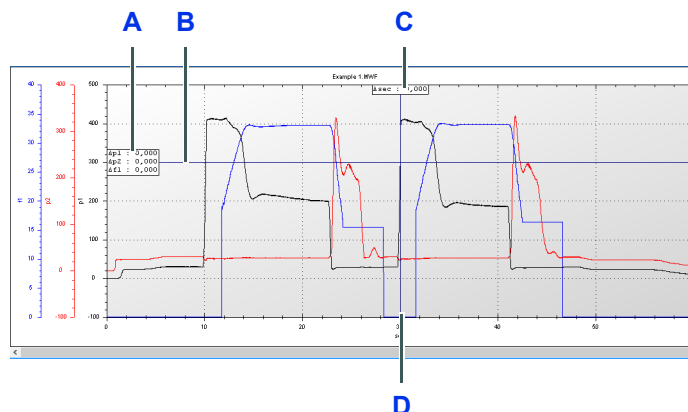 A B C
Example 1.MWF
Δsec : 0,000
40 400 500
35 400
30 300
Δp1 : 0,000
Δp2 : 0,000
Δf1 : 0,000
25 300
200
20 200
f1 p2 p1
15 100
10 100
0
5 0
0 -100 -100
0 10 20 30 40 50
D